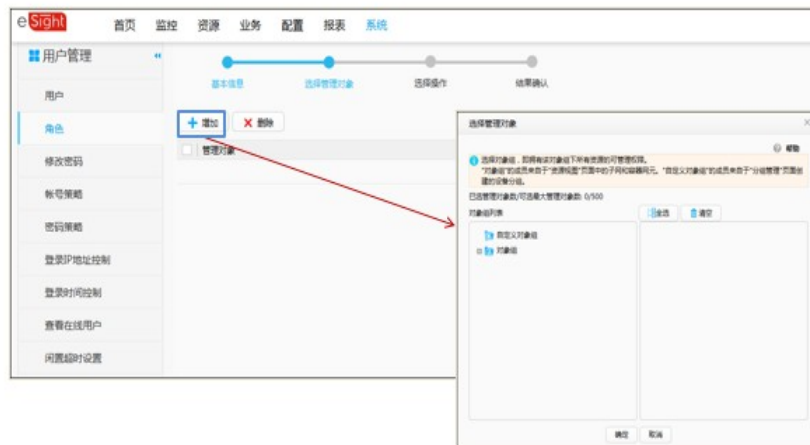 eSight
首页 监控 资源 业务 配置 报表 系统
用户管理
用户
角色
修改密码
帐号策略
密码策略
登录IP地址控制
登录时间控制
查看在线用户
闲置超时设置
基本信息 选择管理对象 选择操作 结果确认
增加 删除
管理对象
选择管理对象
帮助
选择对象组，即拥有该对象组下所有资源的可管理权限。
“对象组”的成员来自于“资源视图”页面中的子网和容器网元。“自定义对象组”的成员来自于“分组管理”页面创
建的设备分组。
已选管理对象数/可选最大管理对象数: 0/500
对象组列表
全选 清空
自定义对象组
对象组
确定 取消